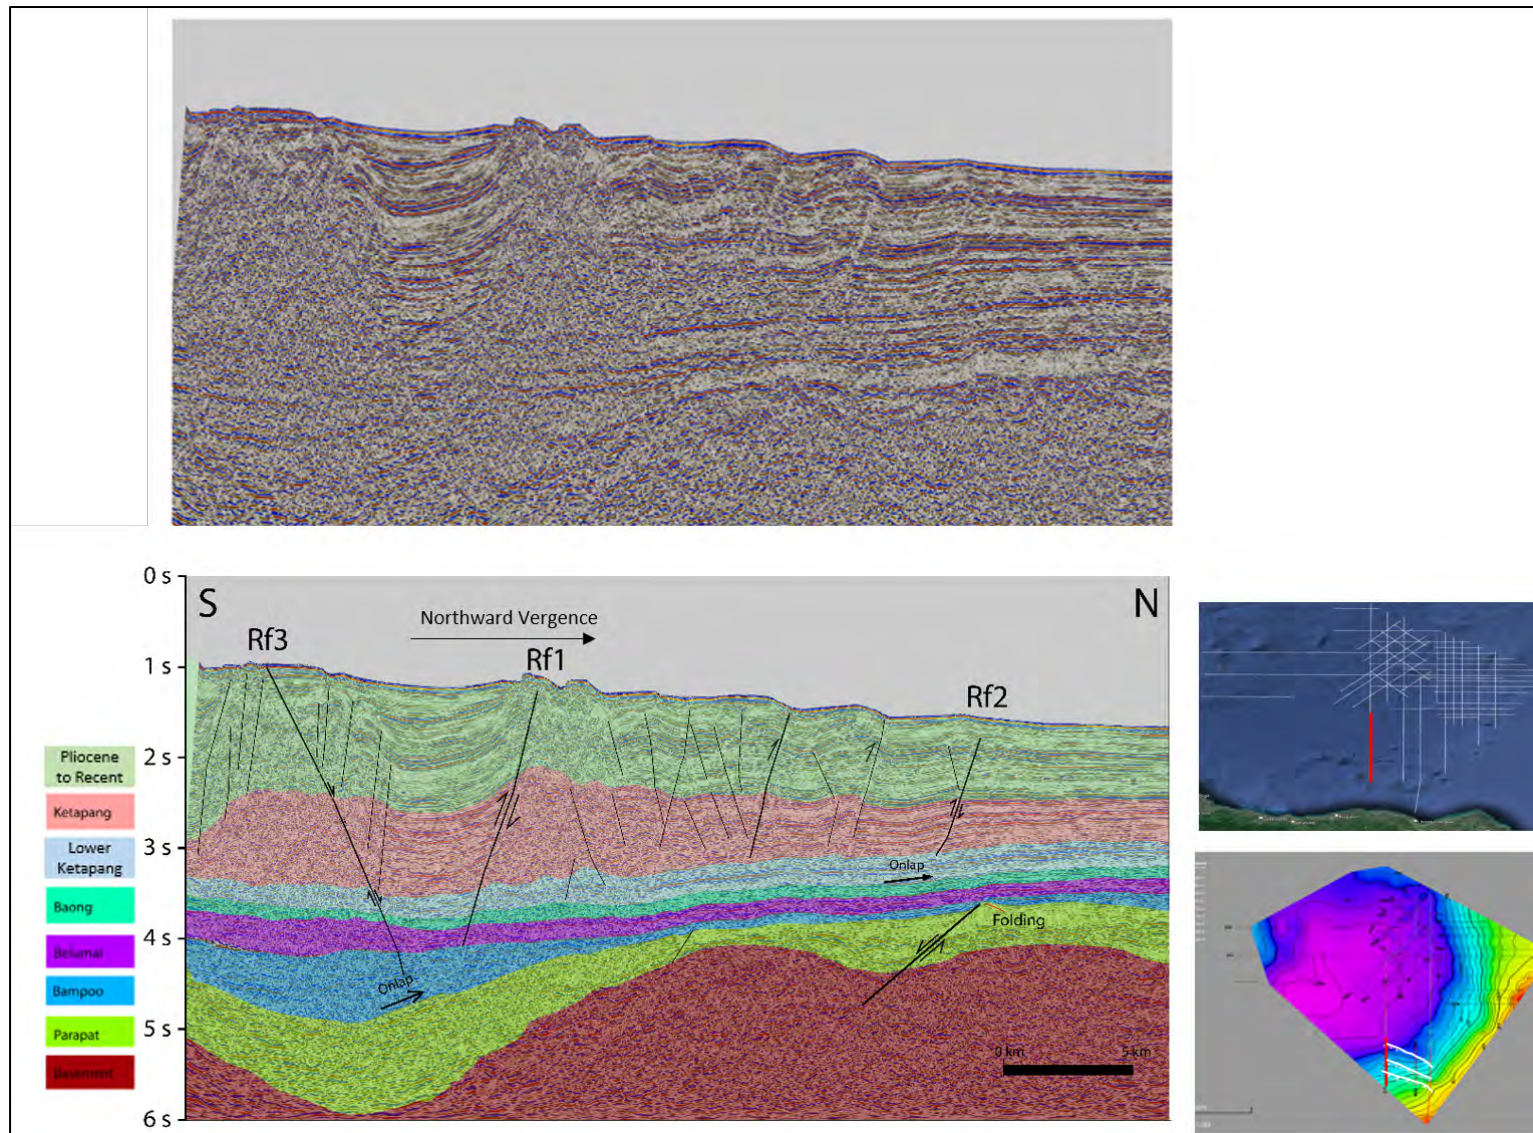 0 s
S
N
Northward Vergence
Rf3
Rf1
1 s
Rf2
2 s
Pliocene
to Recent
Ketapang
3 s
Lower
Ketapang
Onlap
Baong
Folding
4 s
Belumai
Bampoo
Onlap
5 s
Parapat
0 km
5 km
Basement
6 s